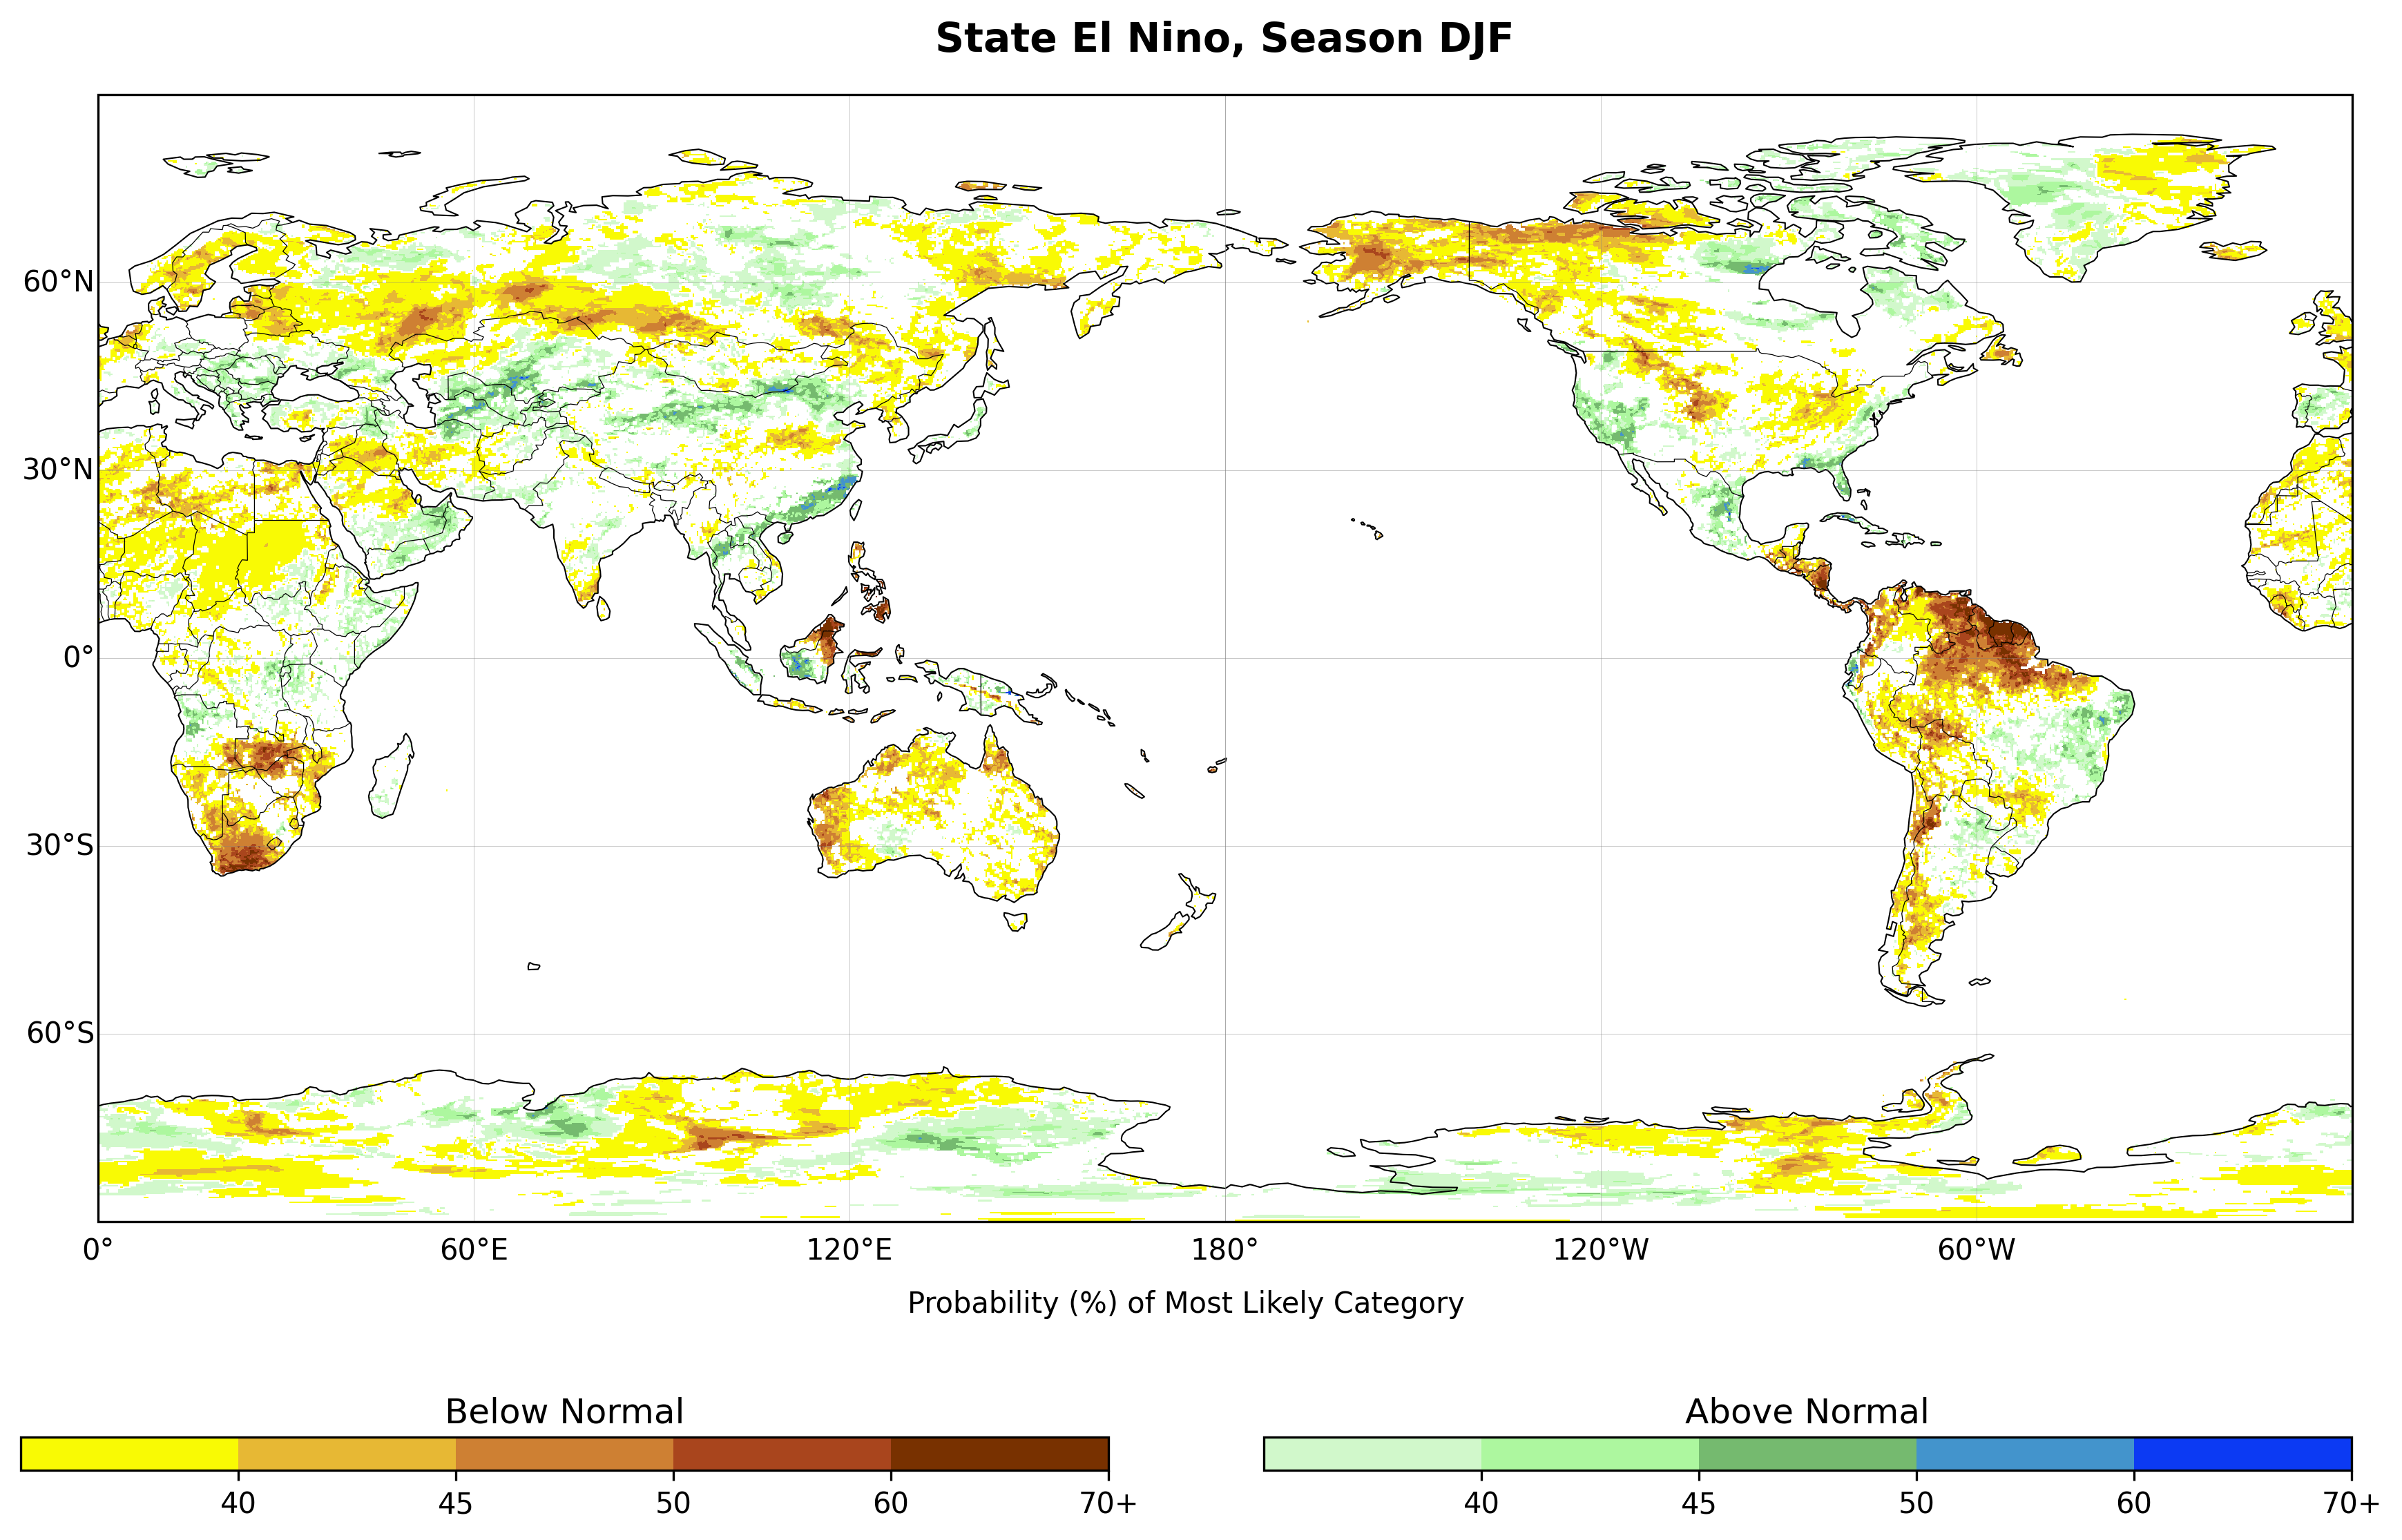 State El Nino, Season DJF
60°N
30°N
0°
30°S
60°S
0° 60°E 120°E 180° 120°W 60°W
Probability (%) of Most Likely Category
Below Normal Above Normal
40 45 50 60 70+ 40 45 50 60 70+